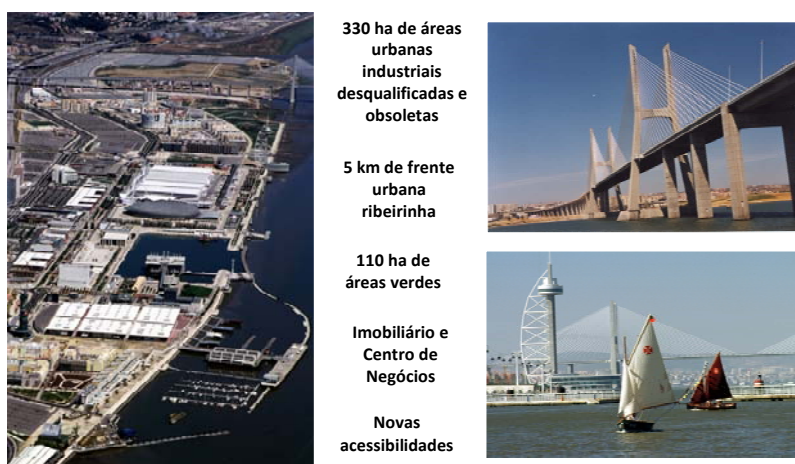 330 ha de áreas
urbanas
industriais
desqualificadas e
obsoletas
5 km de frente
urbana
ribeirinha
110 ha de
áreas verdes
Imobiliário e
Centro de
Negócios
Novas
acessibilidades